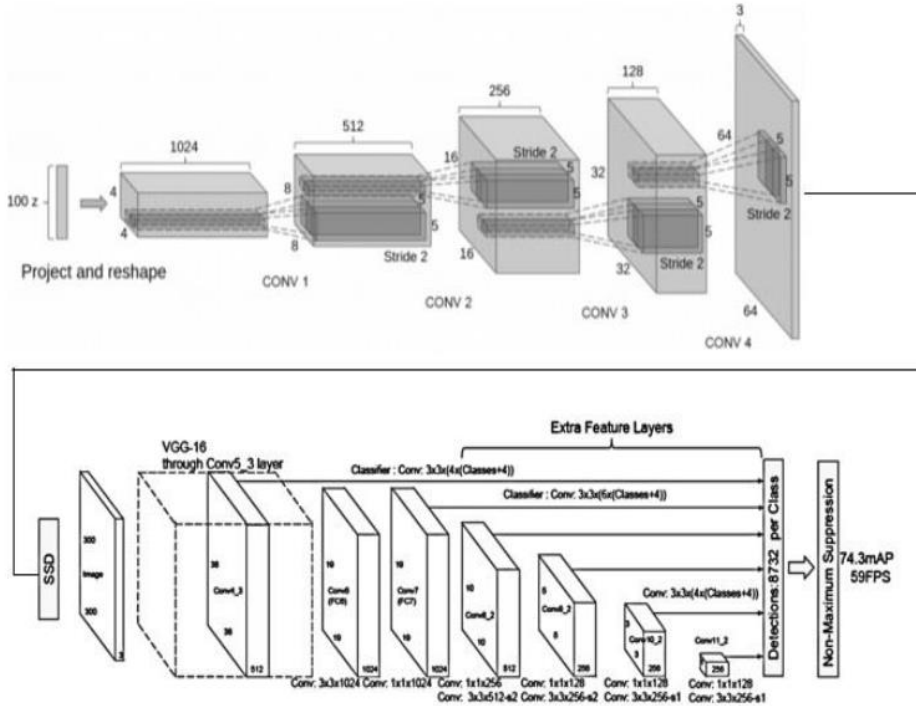 3
128
256
512
1024
64
5
Stride 2
16
5
32
5
4
8
5
5
5
100 z
5
5
Stride 2
4
5
8
Stride 2
16
Stride 2
32
Project and reshape
CONV 1
64
CONV 2
CONV 3
CONV 4
Extra Feature Layers
VGG-16
through Conv5_3 layer
Classifier : Conv: 3x3x(4x(Classes+4))
Classifier : Conv: 3x3x(6x(Classes+4))
SSD
300
Image
300
3
38
Conv4_3
38
512
19
Conv6
(FC6)
19
1024
19
Conv7
(FC7)
19
1024
10
Conv8_2
10
512
5
Conv9_2
5
256
Conv: 3x3x(4x(Classes+4))
3
Conv10_2
3
256
Conv11_2
256
Detections:8732 per Class
Non-Maximum Suppression
74.3mAP
59FPS
Conv: 3x3x1024
Conv: 1x1x1024
Conv: 1x1x256
Conv: 3x3x512-s2
Conv: 1x1x128
Conv: 3x3x256-s2
Conv: 1x1x128
Conv: 3x3x256-s1
Conv: 1x1x128
Conv: 3x3x256-s1